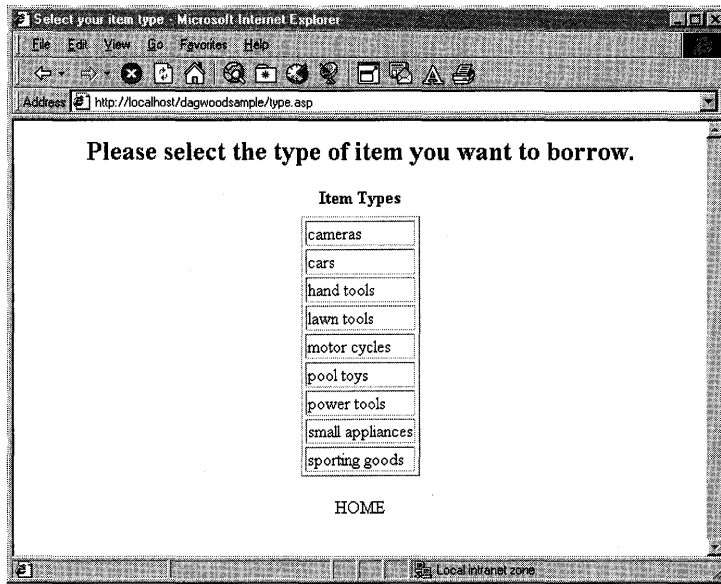 Select your item type - Microsoft Internet Explorer
File Edit View Go Favorites Help
Address http://localhost/dagwoodsample/type.asp
Please select the type of item you want to borrow.
Item Types
cameras
cars
hand tools
lawn tools
motor cycles
pool toys
power tools
small appliances
sporting goods
HOME
Local intranet zone